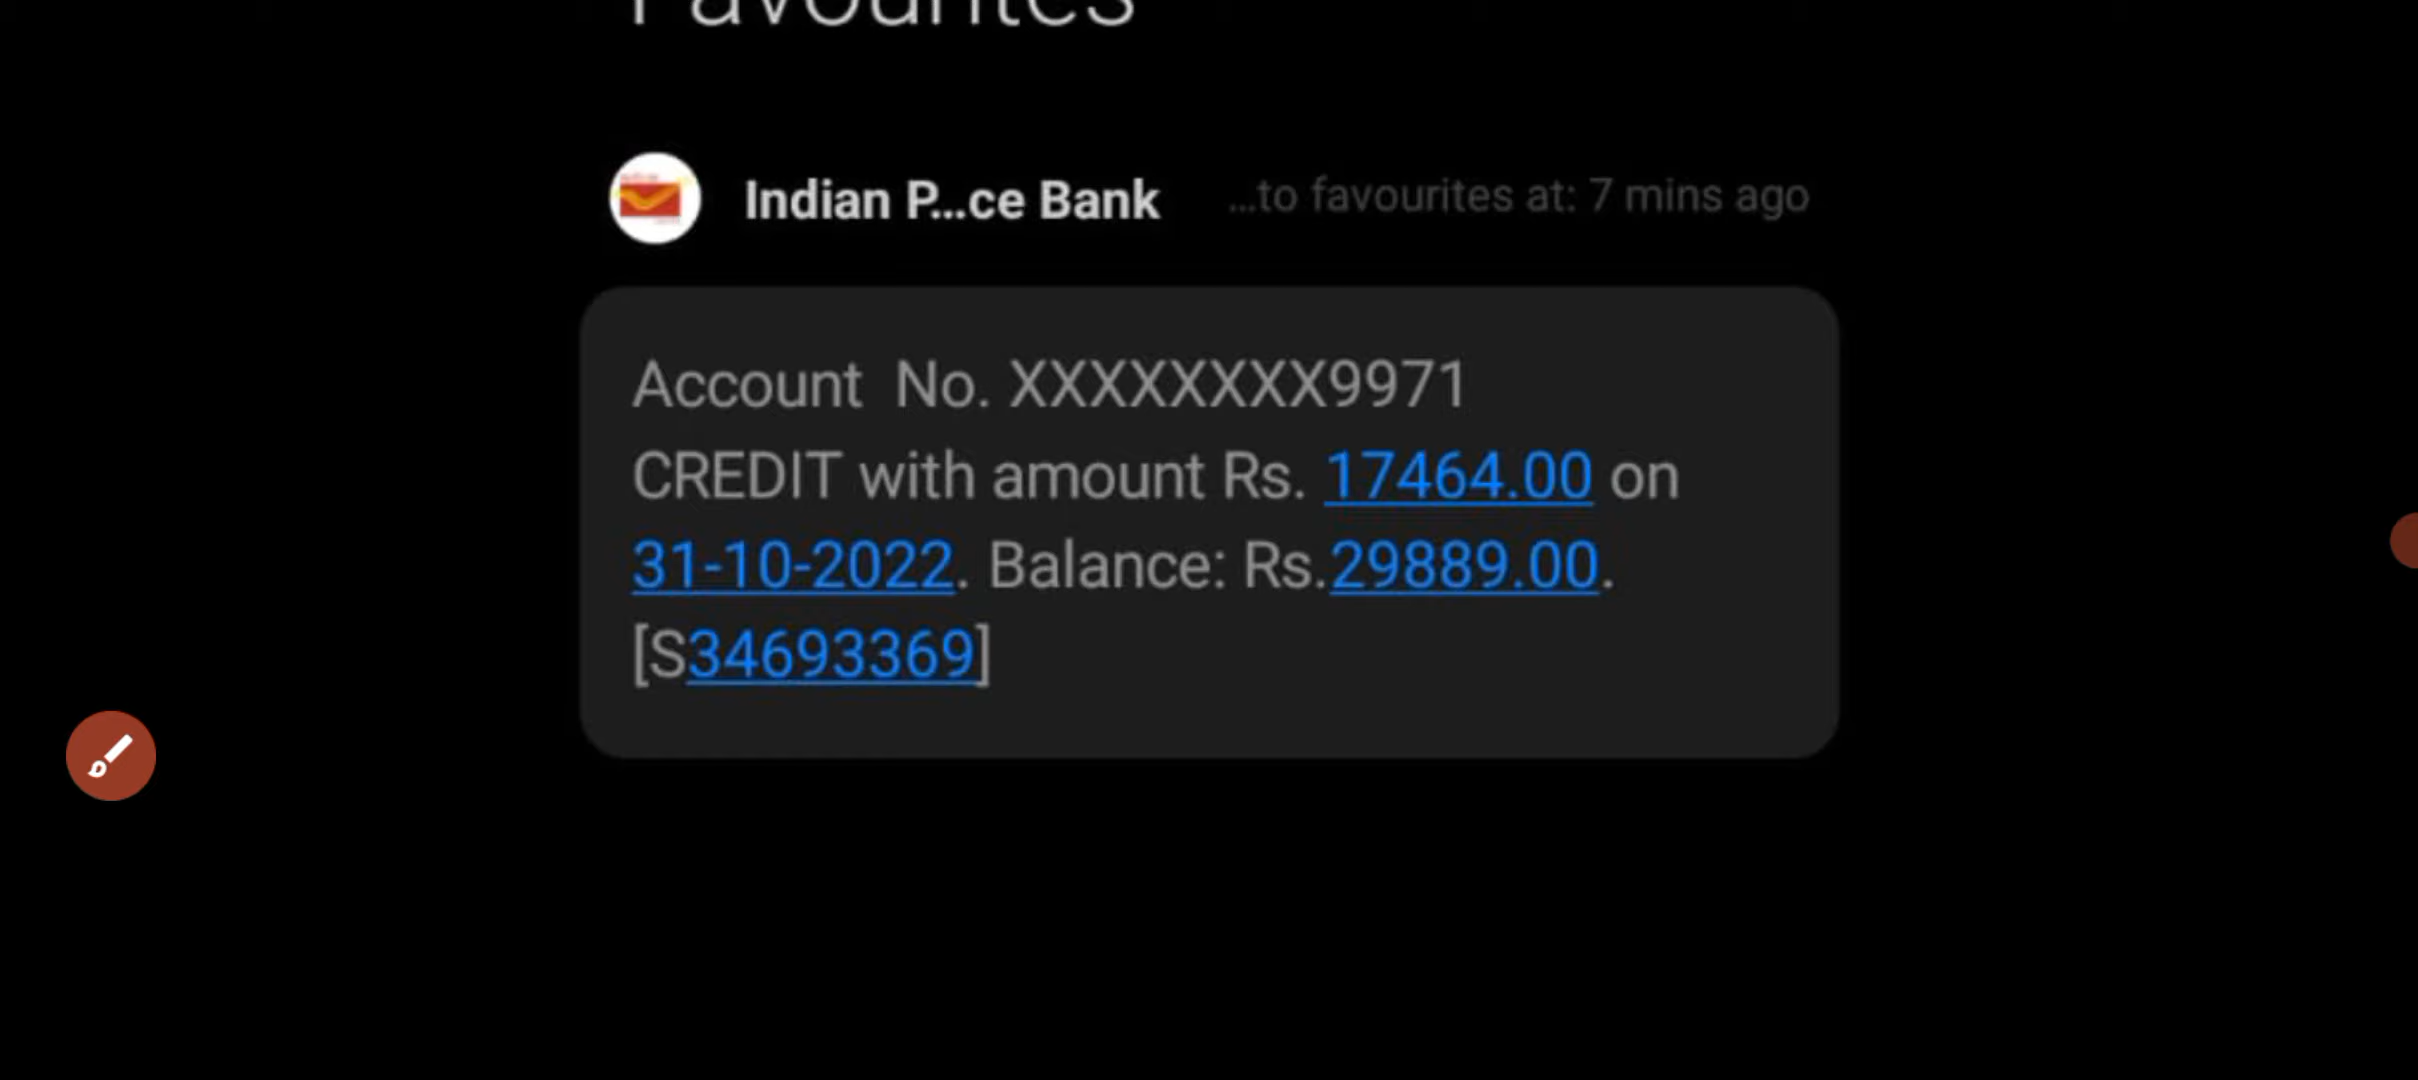 Favourites
Indian P...ce Bank ...to favourites at: 7 mins ago
Account No. XXXXXXXX9971
CREDIT with amount Rs. 17464.00 on
31-10-2022. Balance: Rs.29889.00.
[S34693369]